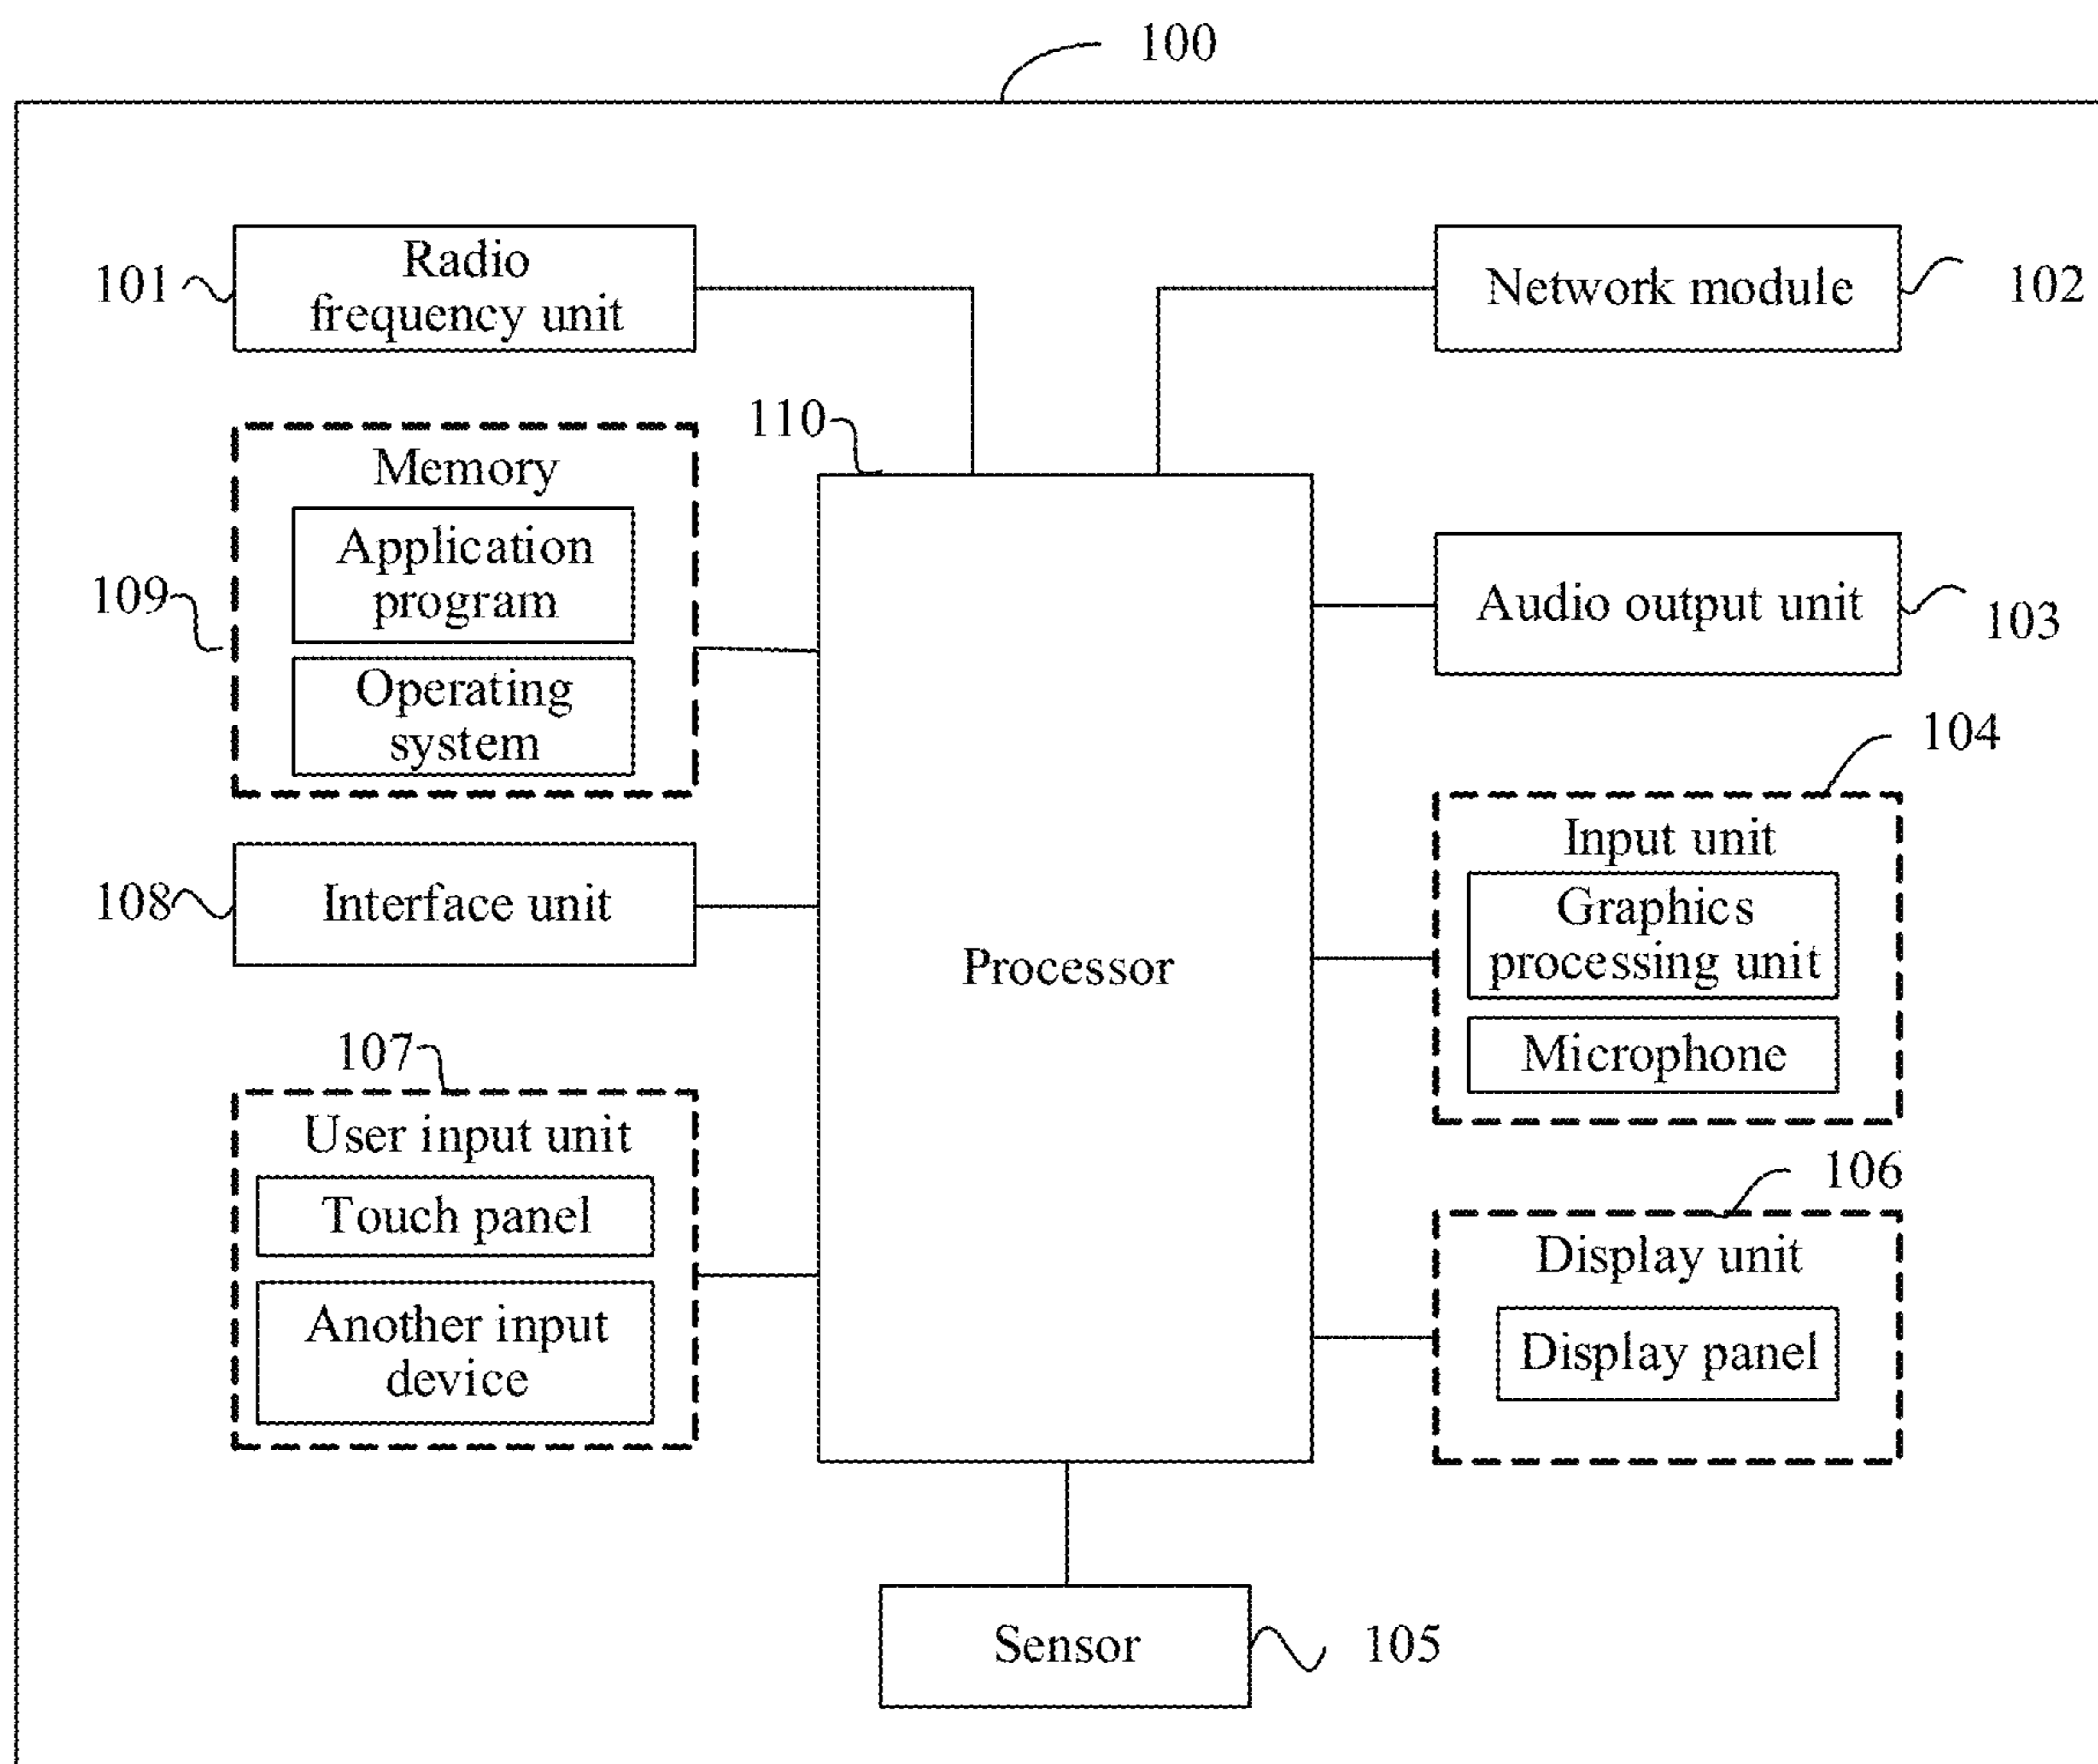 100
101
Radio
frequency unit
Network module
102
110
Memory
Application
program
Operating
system
109
Audio output unit
103
104
Input unit
Graphics
processing unit
Microphone
108
Interface unit
Processor
107
User input unit
Touch panel
Another input
device
106
Display unit
Display panel
Sensor
105